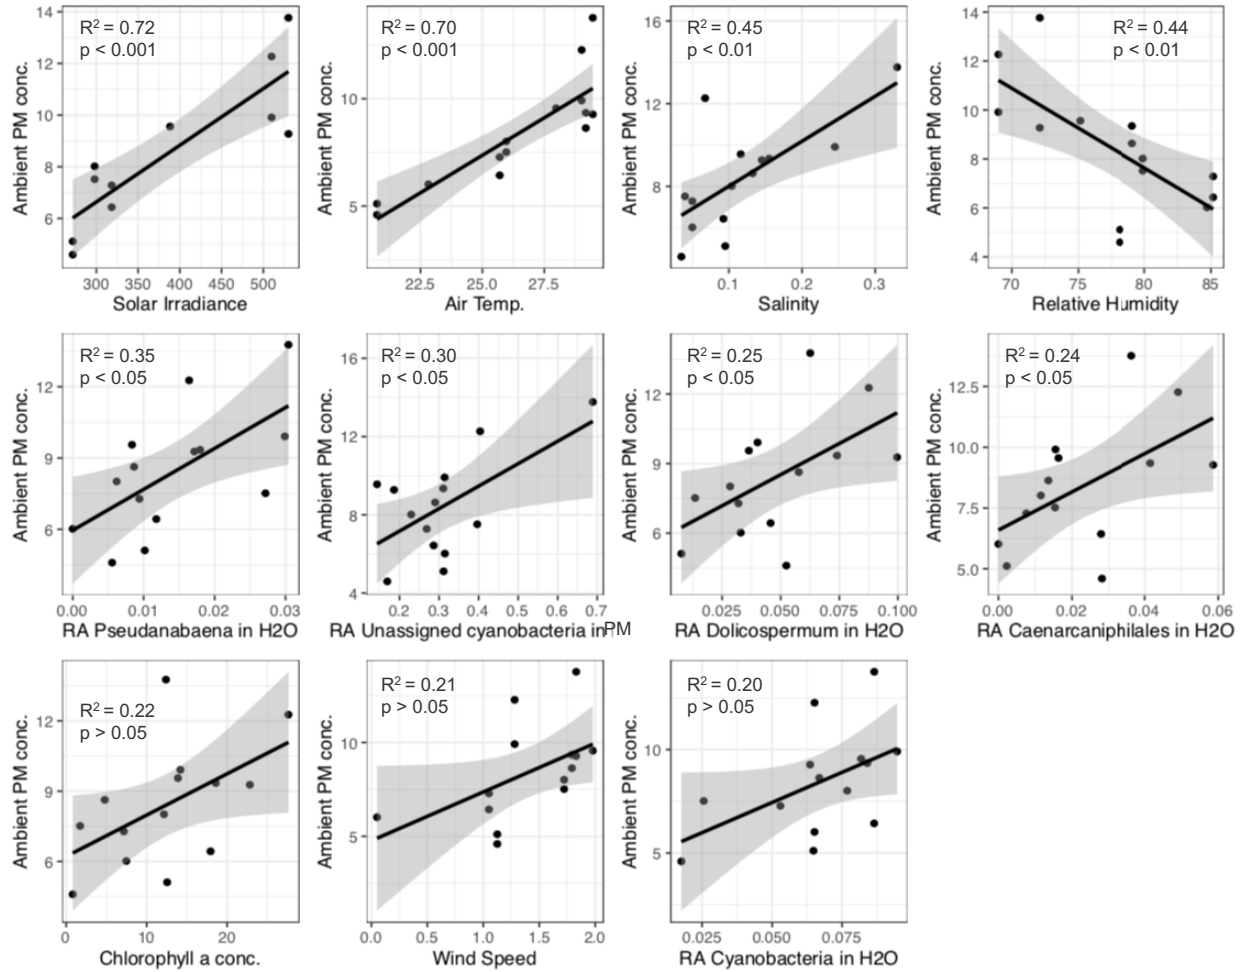 R² = 0.72
p < 0.001
Ambient PM conc.
14
12
10
8
6
300 350 400 450 500
Solar Irradiance
R² = 0.70
p < 0.001
Ambient PM conc.
10
5
22.5 25.0 27.5
Air Temp.
R² = 0.45
p < 0.01
Ambient PM conc.
16
12
8
0.1 0.2 0.3
Salinity
R² = 0.44
p < 0.01
Ambient PM conc.
14
12
10
8
6
4
70 75 80 85
Relative Humidity
R² = 0.35
p < 0.05
Ambient PM conc.
12
9
6
0.00 0.01 0.02 0.03
RA Pseudanabaena in H2O
R² = 0.30
p < 0.05
Ambient PM conc.
16
12
8
4
0.2 0.3 0.4 0.5 0.6 0.7
RA Unassigned cyanobacteria in PM
R² = 0.25
p < 0.05
Ambient PM conc.
12
9
6
0.025 0.050 0.075 0.100
RA Dolicospermum in H2O
R² = 0.24
p < 0.05
Ambient PM conc.
12.5
10.0
7.5
5.0
0.00 0.02 0.04 0.06
RA Caenarcaniphilales in H2O
R² = 0.22
p > 0.05
Ambient PM conc.
12
9
6
0 10 20
Chlorophyll a conc.
R² = 0.21
p > 0.05
Ambient PM conc.
10
5
0.0 0.5 1.0 1.5 2.0
Wind Speed
R² = 0.20
p > 0.05
Ambient PM conc.
10
5
0.025 0.050 0.075
RA Cyanobacteria in H2O